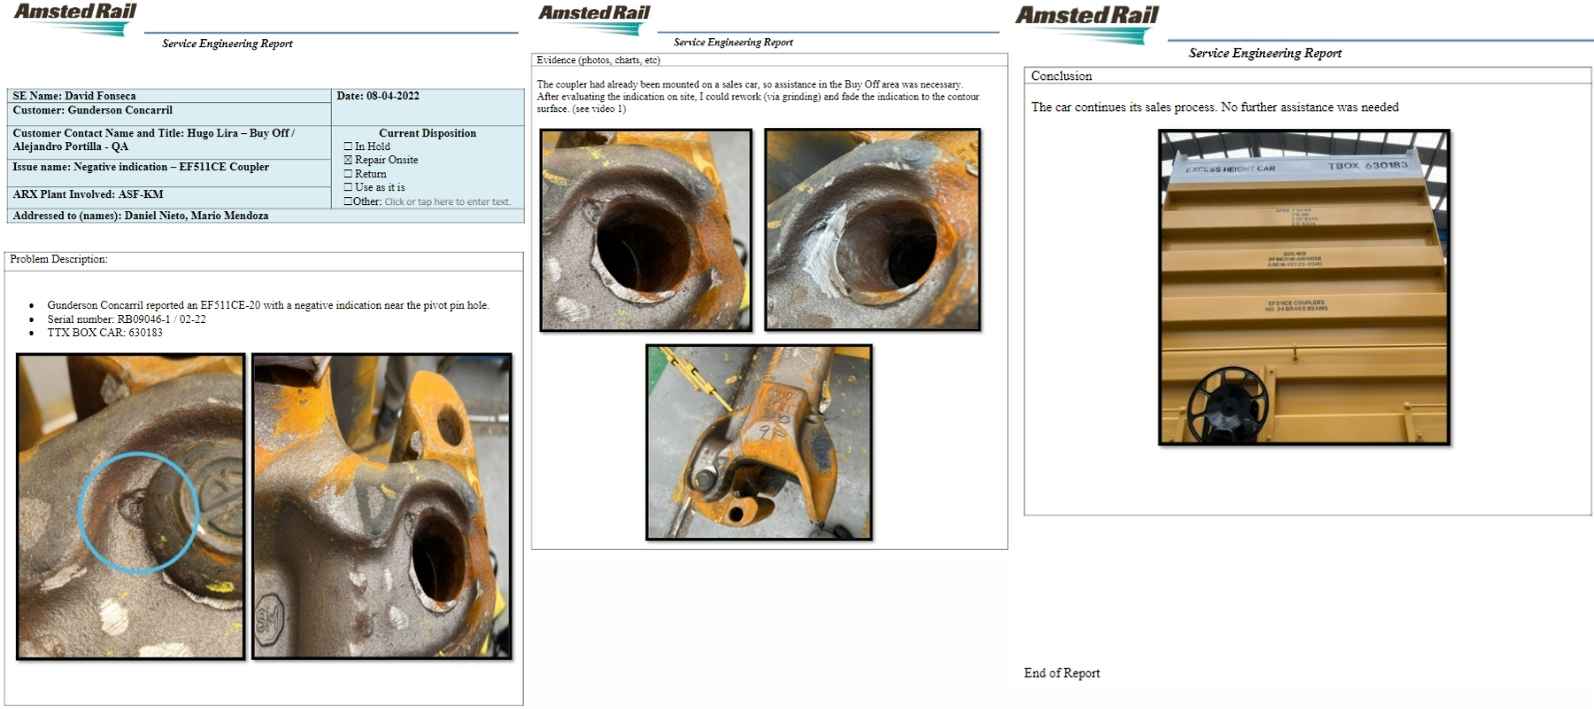 Amsted Rail
Service Engineering Report
SE Name: David Fonseca
Date: 08-04-2022
Customer: Gunderson Concarril
Customer Contact Name and Title: Hugo Lira – Buy Off /
Alejandro Portilla - QA
Current Disposition
☐ In Hold
☒ Repair Onsite
☐ Return
☐ Use as it is
☐Other: Click or tap here to enter text.
Issue name: Negative indication – EF511CE Coupler
ARX Plant Involved: ASF-KM
Addressed to (names): Daniel Nieto, Mario Mendoza
Problem Description:
• Gunderson Concarril reported an EF511CE-20 with a negative indication near the pivot pin hole.
• Serial number: RB09046-1 / 02-22
• TTX BOX CAR: 630183
Amsted Rail
Service Engineering Report
Evidence (photos, charts, etc)
The coupler had already been mounted on a sales car, so assistance in the Buy Off area was necessary.
After evaluating the indication on site, I could rework (via grinding) and fade the indication to the contour
surface. (see video 1)
Amsted Rail
Service Engineering Report
Conclusion
The car continues its sales process. No further assistance was needed
EXCESS HEIGHT CAR TBOX 630183
EF511CE COUPLERS
End of Report